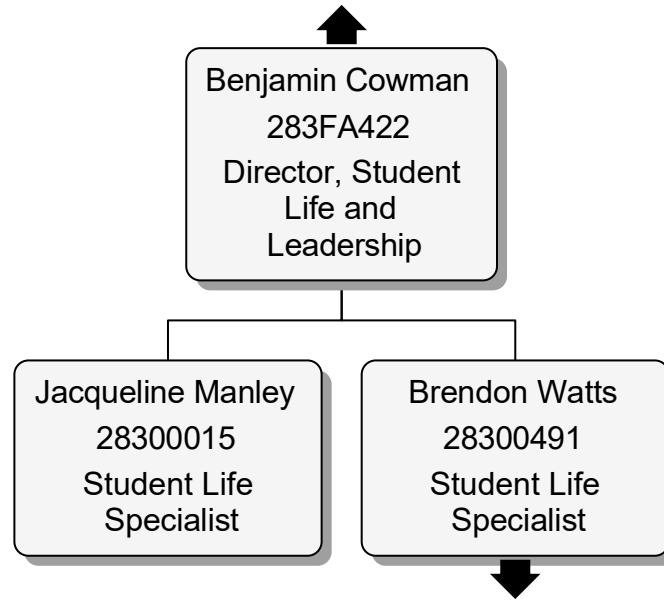 Benjamin Cowman
283FA422
Director, Student
Life and
Leadership
Jacqueline Manley
28300015
Student Life
Specialist
Brendon Watts
28300491
Student Life
Specialist